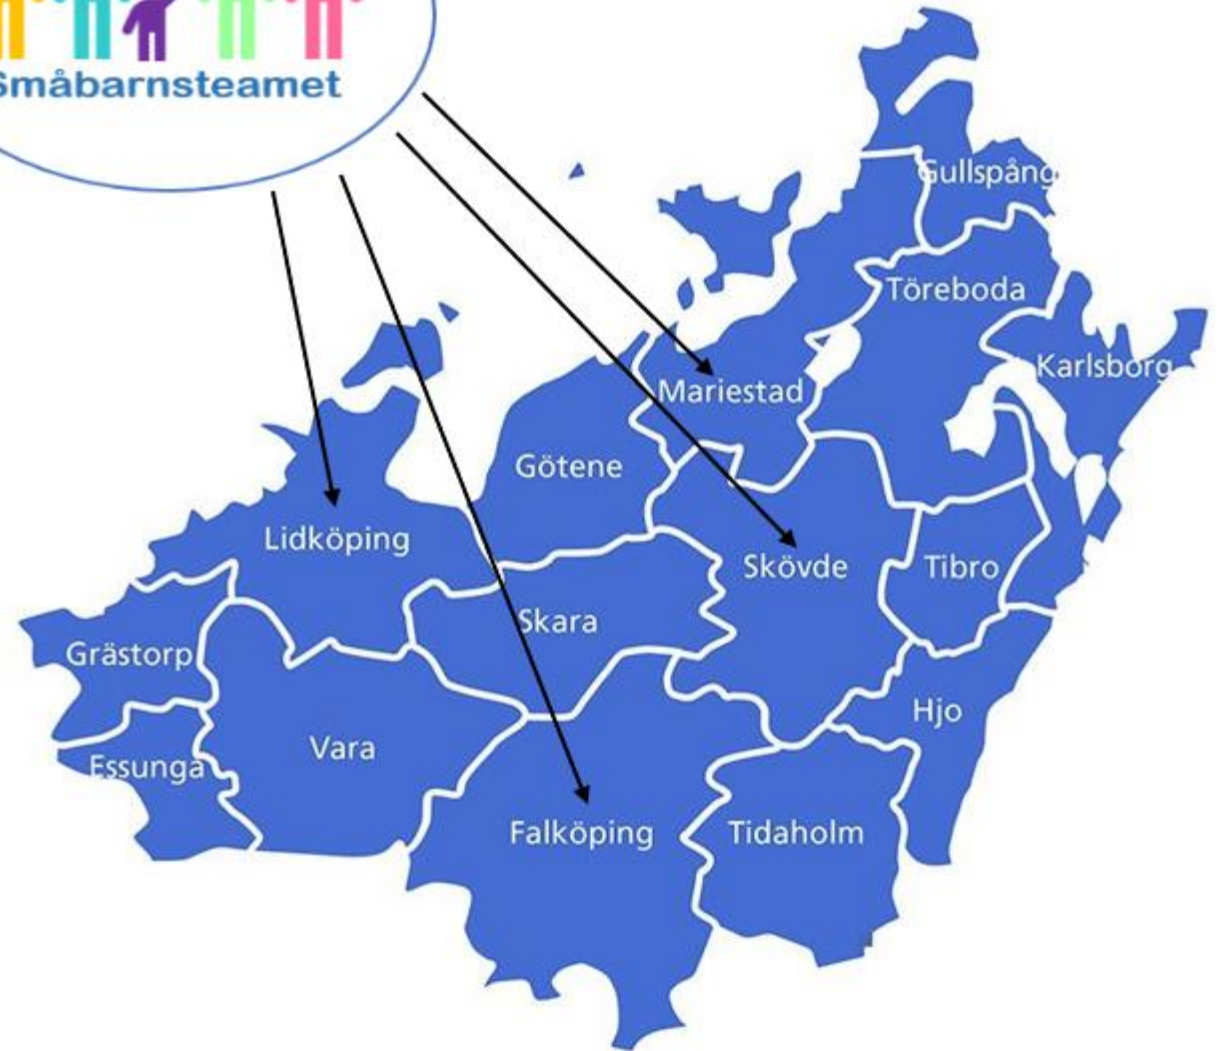 Småbarnsteamet
Gullspång
Töreboda
Karlsborg
Mariestad
Götene
Lidköping
Skövde
Tibro
Skara
Grästorp
Hjo
Vara
Essunga
Falköping
Tidaholm